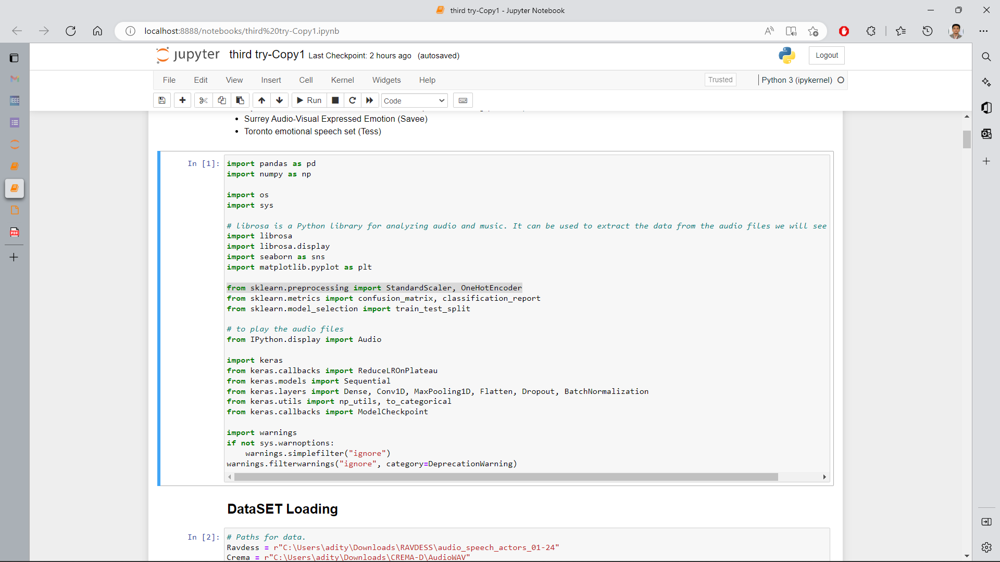 third try-Copy1 - Jupyter Notebook
localhost:8888/notebooks/third%20try-Copy1.ipynb
jupyter third try-Copy1 Last Checkpoint: 2 hours ago (autosaved)
Logout
File Edit View Insert Cell Kernel Widgets Help
Trusted
Python 3 (ipykernel)
Run
Code
• Surrey Audio-Visual Expressed Emotion (Savee)
• Toronto emotional speech set (Tess)
In [1]:
import pandas as pd
import numpy as np
import os
import sys
# librosa is a Python library for analyzing audio and music. It can be used to extract the data from the audio files we will see
import librosa
import librosa.display
import seaborn as sns
import matplotlib.pyplot as plt
from sklearn.preprocessing import StandardScaler, OneHotEncoder
from sklearn.metrics import confusion_matrix, classification_report
from sklearn.model_selection import train_test_split
# to play the audio files
from IPython.display import Audio
import keras
from keras.callbacks import ReduceLROnPlateau
from keras.models import Sequential
from keras.layers import Dense, Conv1D, MaxPooling1D, Flatten, Dropout, BatchNormalization
from keras.utils import np_utils, to_categorical
from keras.callbacks import ModelCheckpoint
import warnings
if not sys.warnoptions:
    warnings.simplefilter("ignore")
warnings.filterwarnings("ignore", category=DeprecationWarning)
DataSET Loading
In [2]:
# Paths for data.
Ravdess = r"C:\Users\adity\Downloads\RAVDESS\audio_speech_actors_01-24"
Crema = r"C:\Users\adity\Downloads\CREMA-D\AudioWAV"
IEEE
PDF